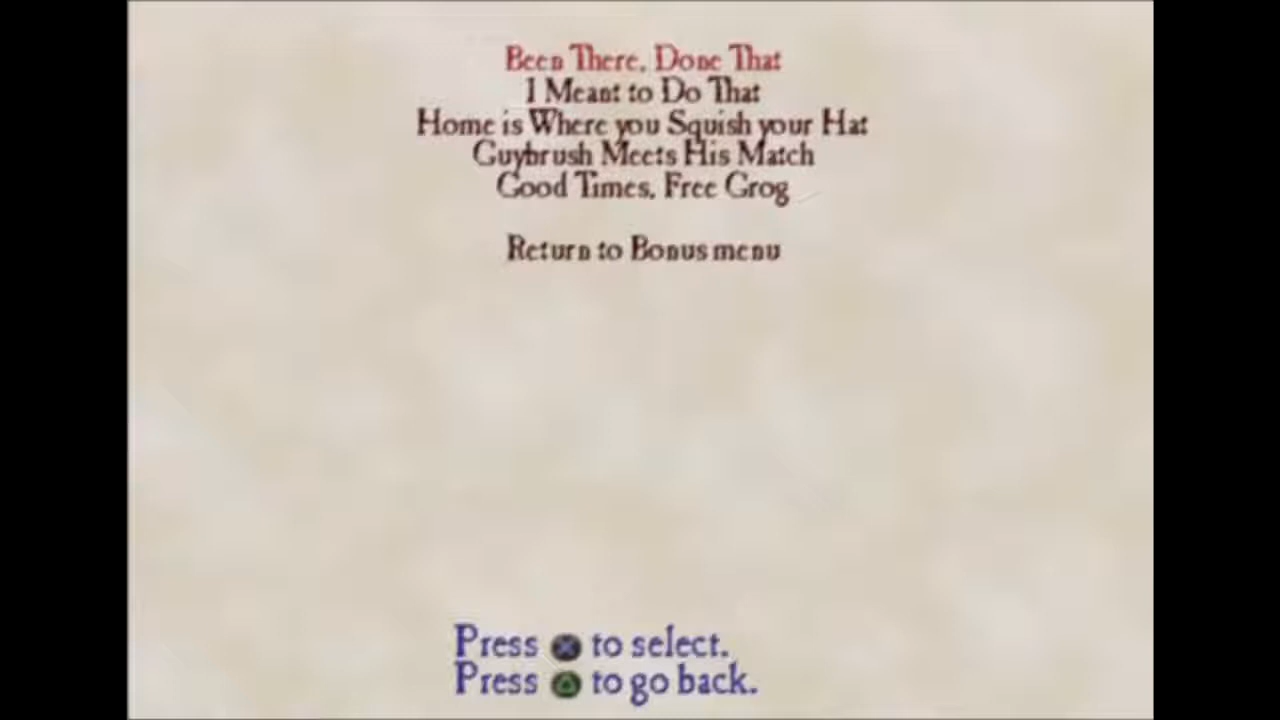 Been There, Done That
I Meant to Do That
Home is Where you Squish your Hat
Guybrush Meets His Match
Good Times, Free Grog
Return to Bonus menu
Press to select.
Press to go back.